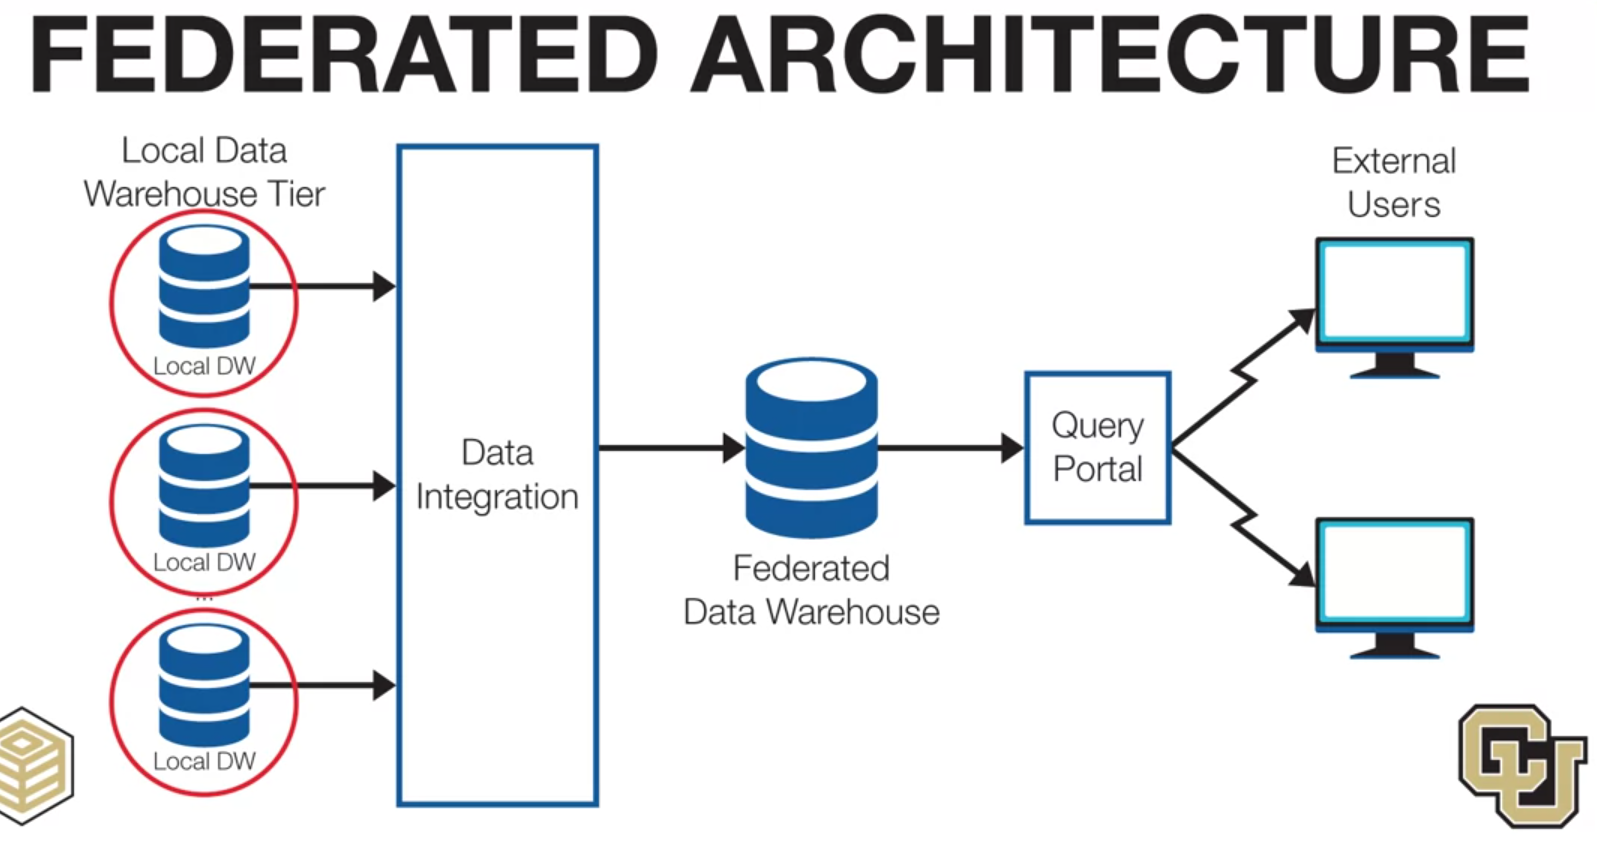 FEDERATED ARCHITECTURE
Local Data
Warehouse Tier
Local DW
Local DW
...
Local DW
Data
Integration
Federated
Data Warehouse
Query
Portal
External
Users
CU